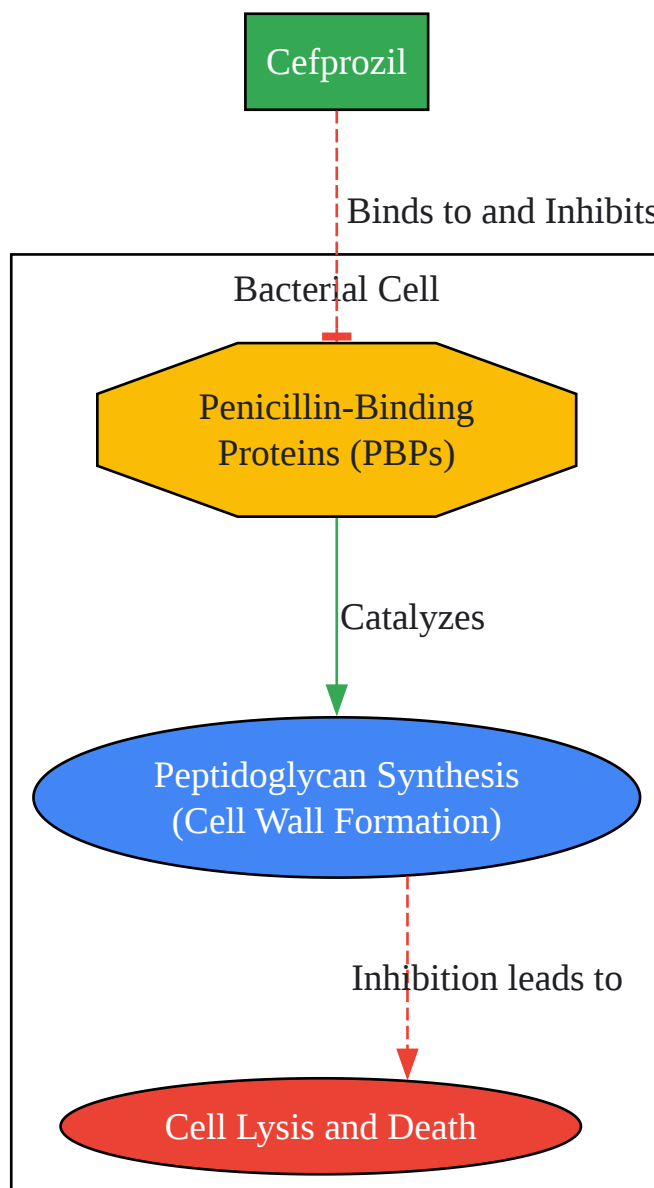 Cefprozil
Binds to and Inhibits
Bacterial Cell
Penicillin-Binding
Proteins (PBPs)
Catalyzes
Peptidoglycan Synthesis
(Cell Wall Formation)
Inhibition leads to
Cell Lysis and Death